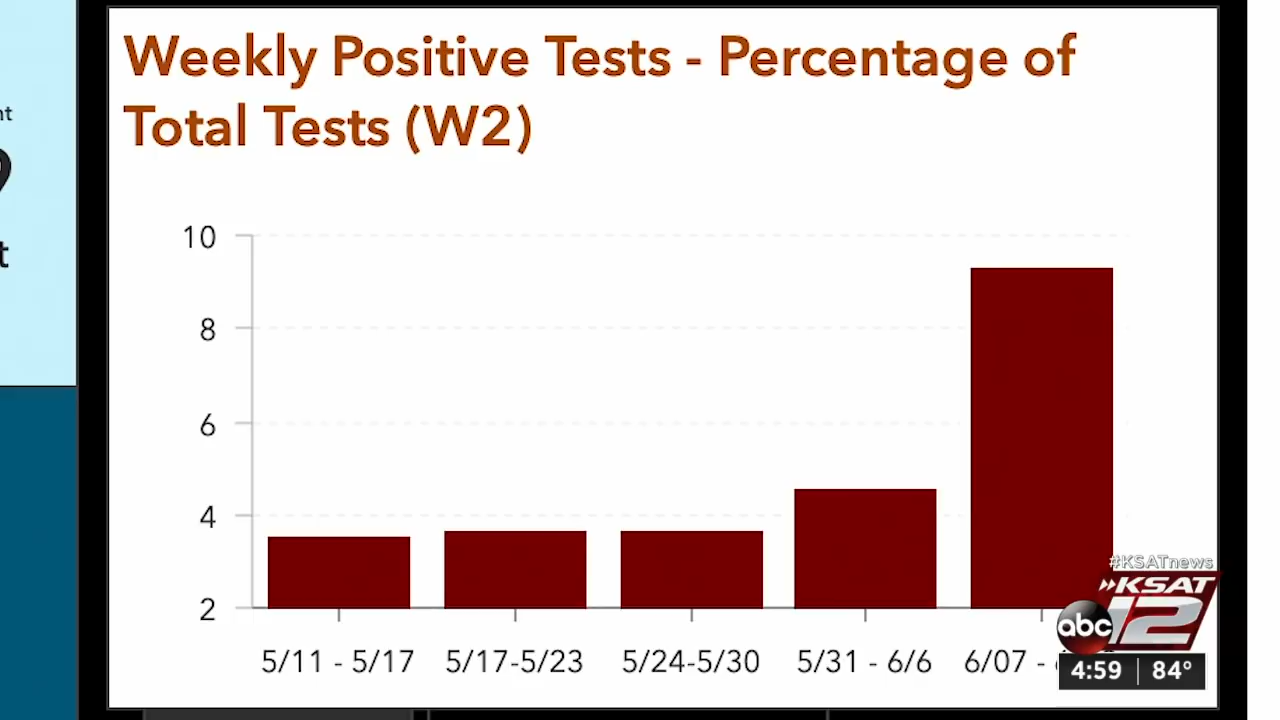 Weekly Positive Tests - Percentage of
Total Tests (W2)
10
8
6
4
2
5/11 - 5/17
5/17-5/23
5/24-5/30
5/31 - 6/6
6/07 -
#KSATnews
KSAT
abc 12
4:59 | 84°